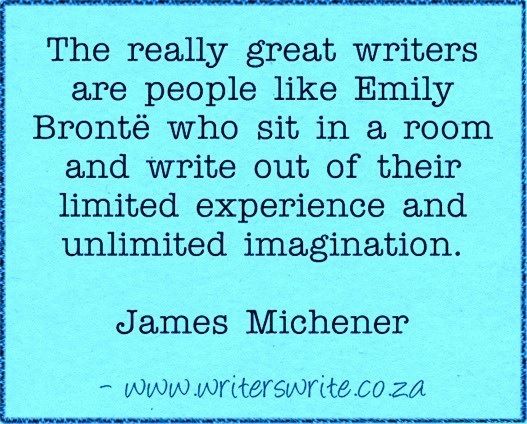 The really great writers
are people like Emily
Brontë who sit in a room
and write out of their
limited experience and
unlimited imagination.
James Michener
- www.writerswrite.co.za